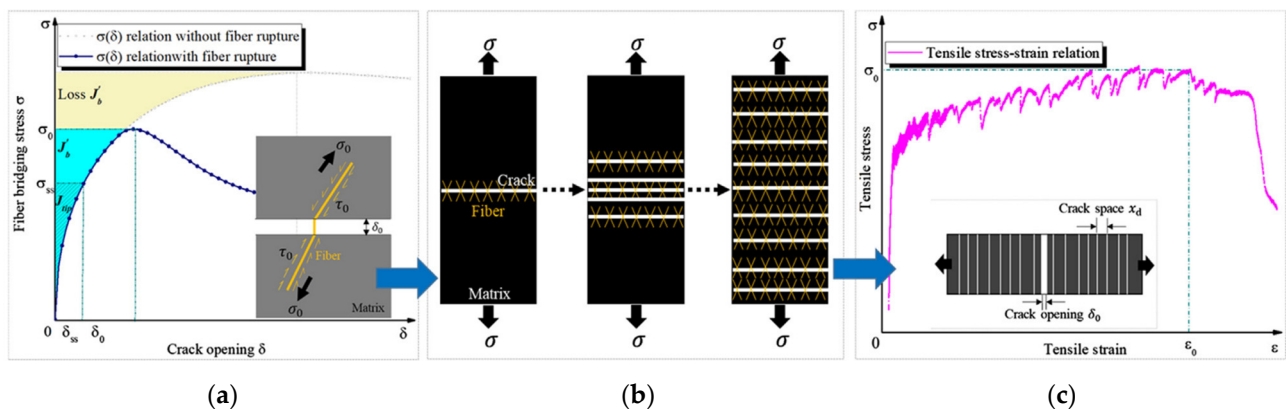 σ
σ(δ) relation without fiber rupture
σ(δ) relationwith fiber rupture
Loss J'b
σ0
J'b
σss
Jtip
Fiber bridging stress σ
σ0
τ0
δ0
τ0
Fiber
σ0
Matrix
0
δss
δ0
δ
Crack opening δ
(a)
σ
σ
σ
Crack
Fiber
Matrix
σ
σ
σ
(b)
σ
Tensile stress-strain relation
σ0
Tensile stress
Crack space xd
Crack opening δ0
0
Tensile strain
ε0
ε
(c)